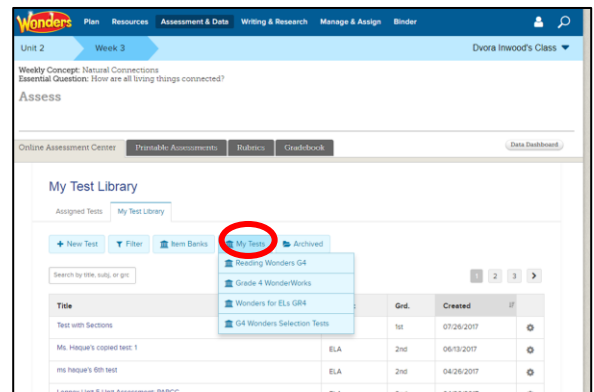 Wonders Plan Resources Assessment & Data Writing & Research Manage & Assign Binder
Unit 2 Week 3 Dvora Inwood's Class
Weekly Concept: Natural Connections
Essential Question: How are all living things connected?
Assess
Online Assessment Center Printable Assessments Rubrics Gradebook Data Dashboard
My Test Library
Assigned Tests My Test Library
+ New Test Filter Item Banks My Tests Archived
Reading Wonders G4
Search by title, subj, or grc 1 2 3 >
Grade 4 WonderWorks
Title Grd. Created
Wonders for ELs GR4
Test with Sections 1st 07/26/2017
G4 Wonders Selection Tests
Ms. Heque's copied test: 1 ELA 2nd 06/13/2017
ms heque's 6th test ELA 2nd 04/26/2017